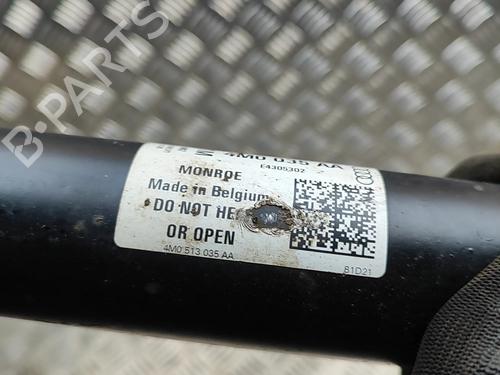 4M0 035 AA
E4305302
MONROE
Made in Belgium
DO NOT HE
OR OPEN
4M0 513 035 AA
81D21
B-PARTS